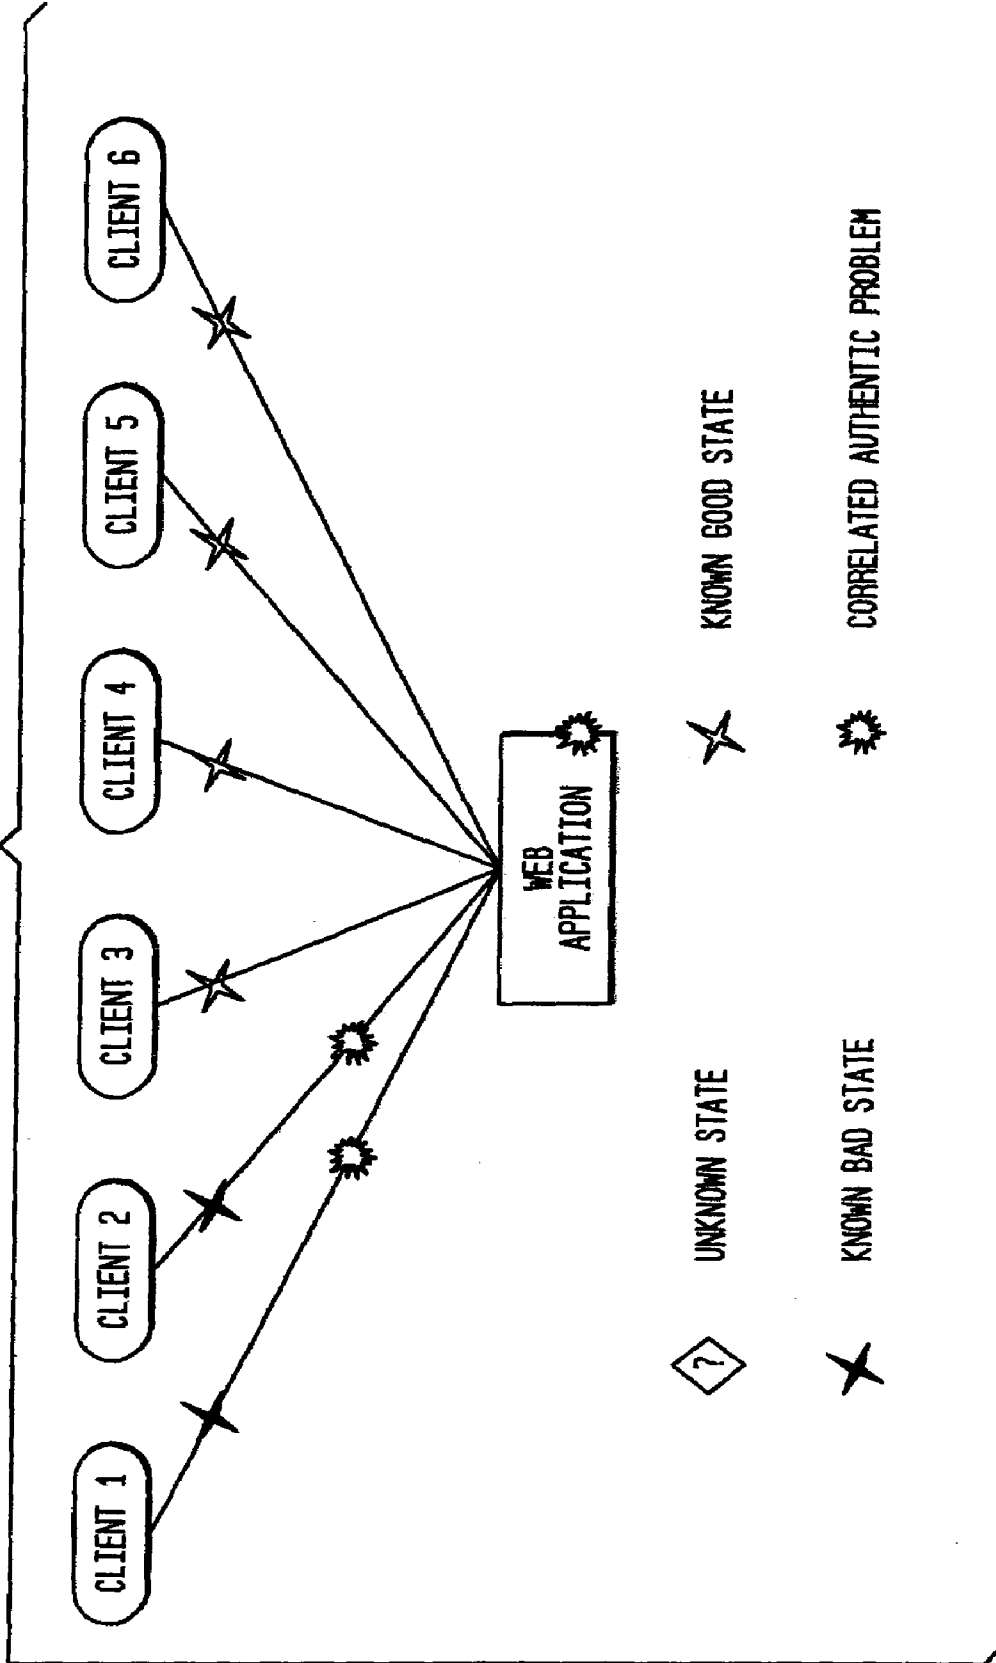 CLIENT 1
CLIENT 2
CLIENT 3
CLIENT 4
CLIENT 5
CLIENT 6
WEB
APPLICATION
?
UNKNOWN STATE
KNOWN GOOD STATE
KNOWN BAD STATE
CORRELATED AUTHENTIC PROBLEM